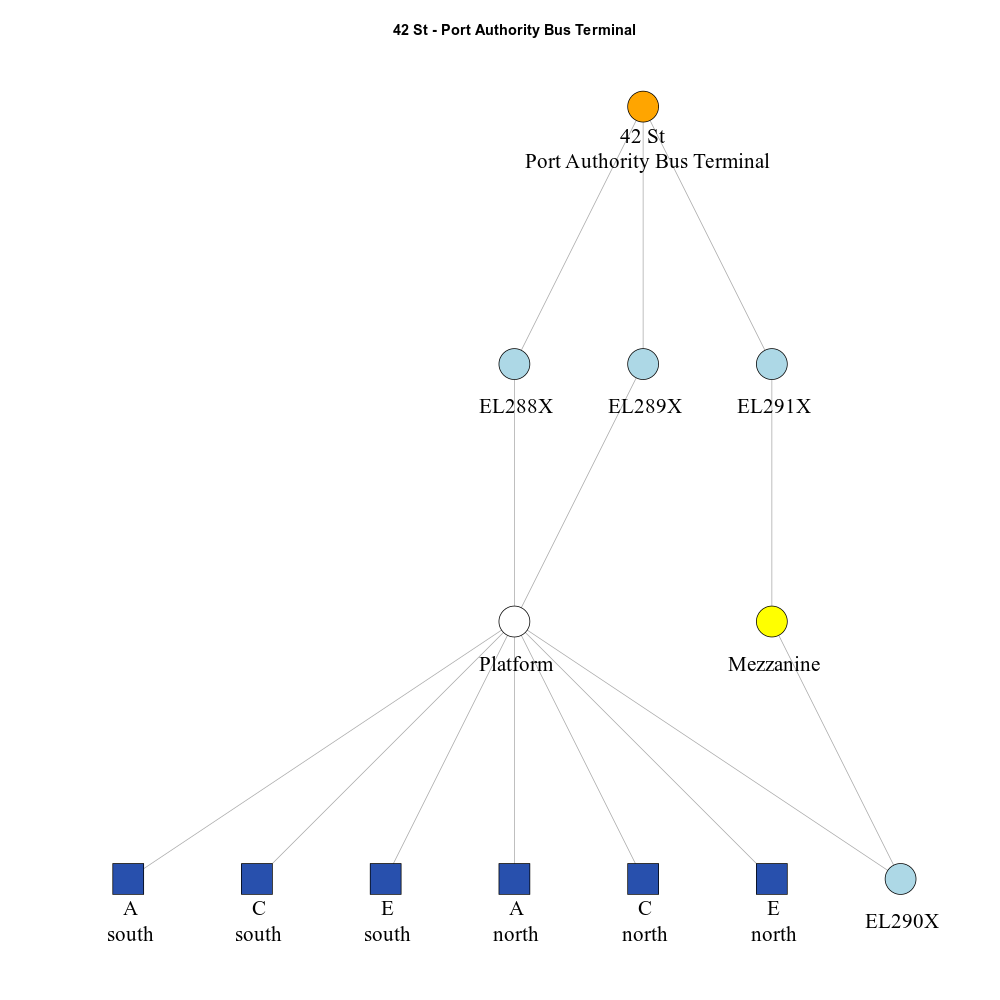 42 St - Port Authority Bus Terminal
42 St
Port Authority Bus Terminal
EL288X
EL289X
EL291X
Platform
Mezzanine
A
south
C
south
E
south
A
north
C
north
E
north
EL290X